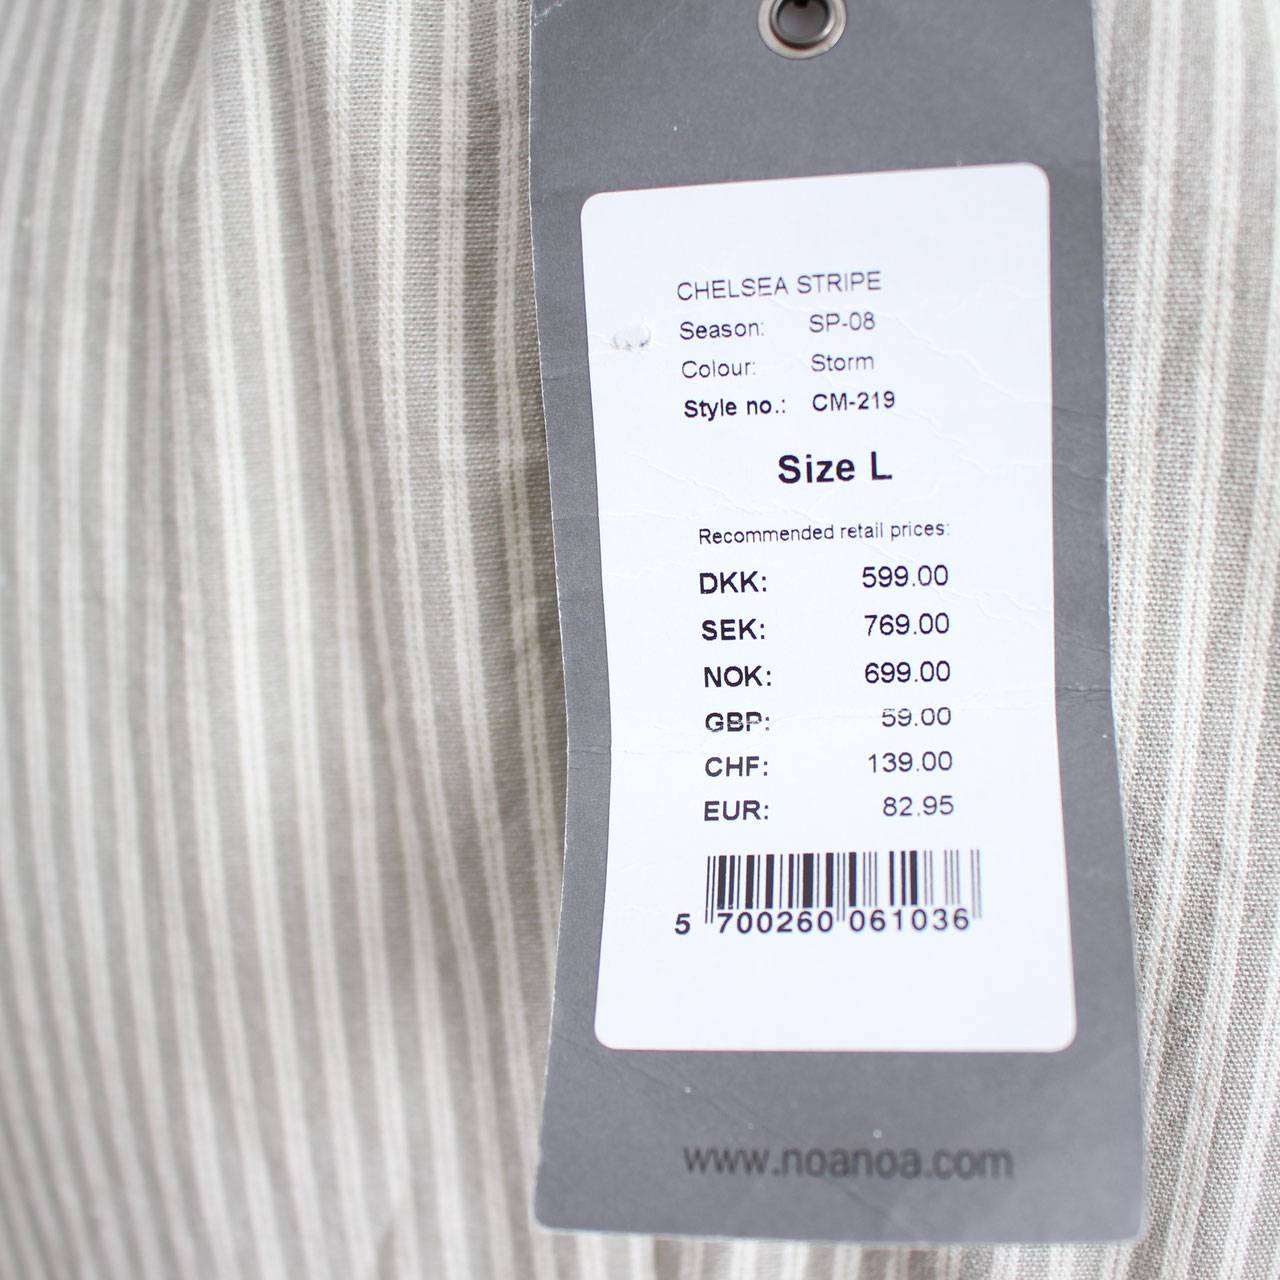 CHELSEA STRIPE
Season: SP-08
Colour: Storm
Style no.: CM-219
Size L
Recommended retail prices:
DKK: 599.00
SEK: 769.00
NOK: 699.00
GBP: 59.00
CHF: 139.00
EUR: 82.95
5 700260 061036
www.noanoa.com